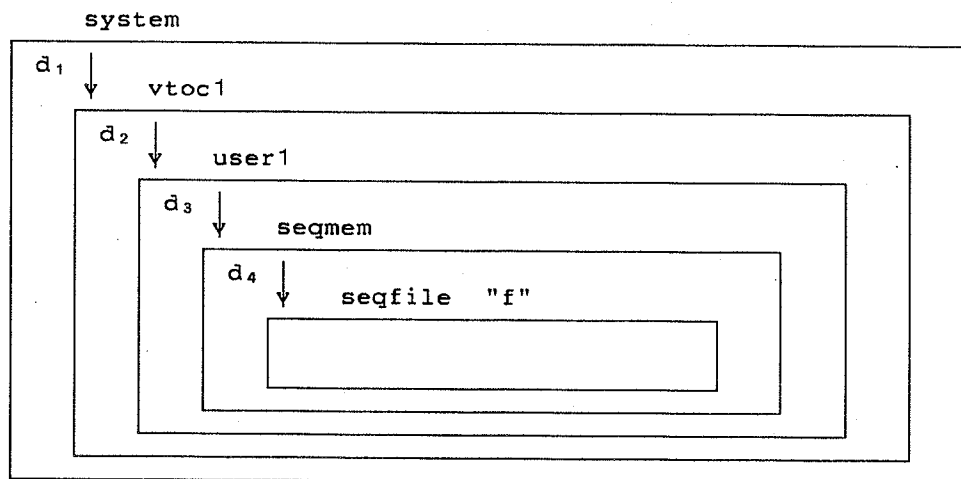 system
d₁
vtoc1
d₂
user1
d₃
seqmem
d₄
seqfile "f"